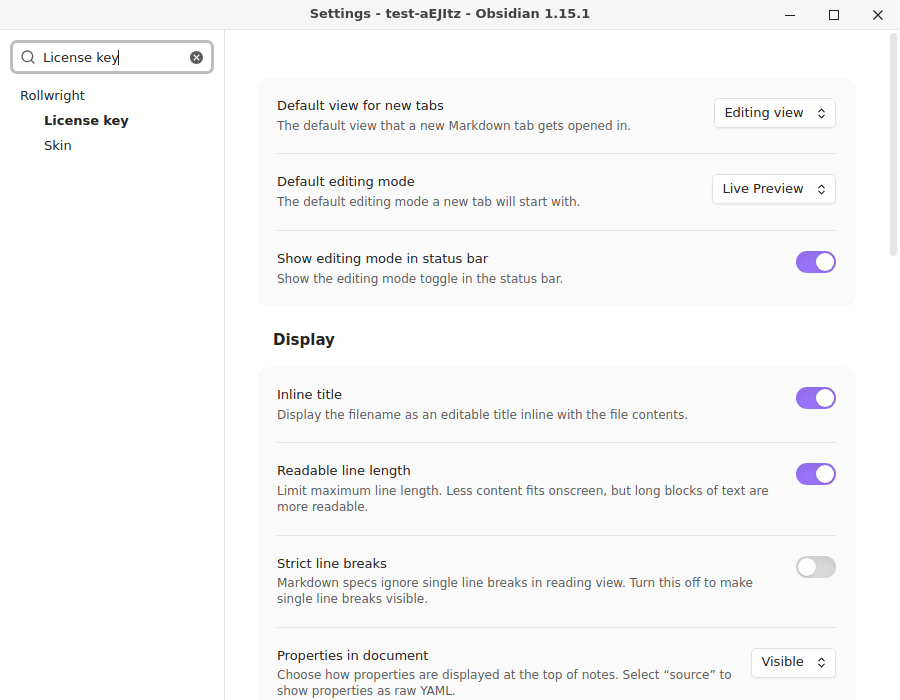 Settings - test-aEJItz - Obsidian 1.15.1
License key
Rollwright
License key
Skin
Default view for new tabs
The default view that a new Markdown tab gets opened in.
Editing view
Default editing mode
The default editing mode a new tab will start with.
Live Preview
Show editing mode in status bar
Show the editing mode toggle in the status bar.
Display
Inline title
Display the filename as an editable title inline with the file contents.
Readable line length
Limit maximum line length. Less content fits onscreen, but long blocks of text are
more readable.
Strict line breaks
Markdown specs ignore single line breaks in reading view. Turn this off to make
single line breaks visible.
Properties in document
Choose how properties are displayed at the top of notes. Select “source” to
show properties as raw YAML.
Visible